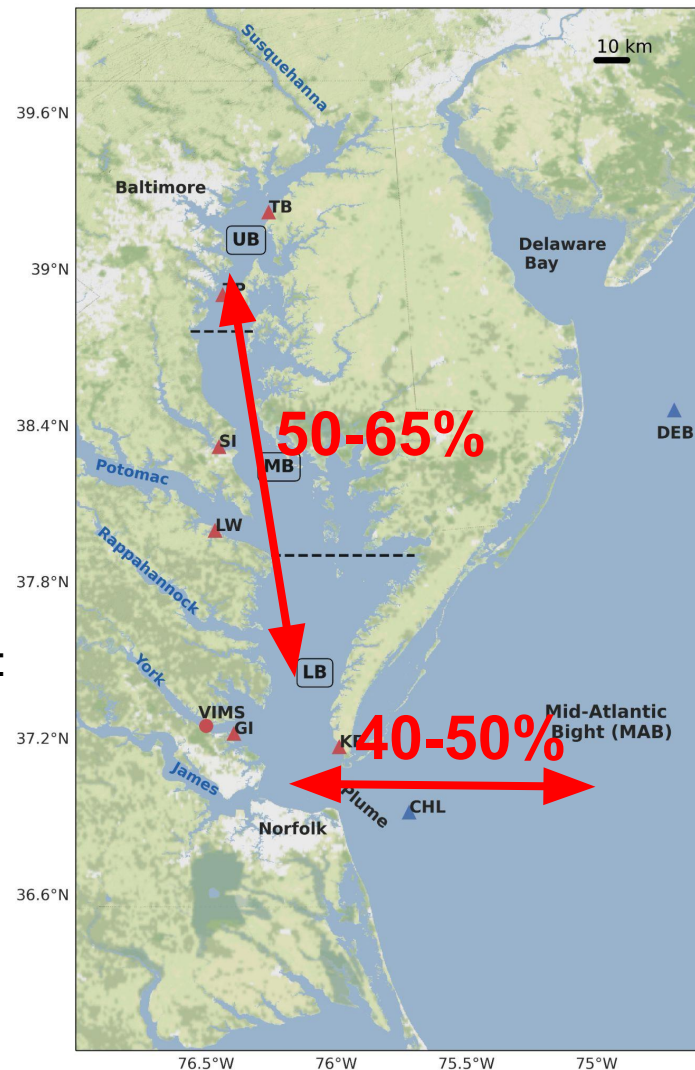 10 km
Susquehanna
39.6°N
Baltimore
TB
UB
Delaware
Bay
39°N
TP
50-65%
38.4°N
SI
DEB
MB
Potomac
LW
Rappahannock
37.8°N
LB
York
VIMS
GI
Mid-Atlantic
Bight (MAB)
37.2°N
40-50%
James
Plume
CHL
Norfolk
36.6°N
76.5°W
76°W
75.5°W
75°W